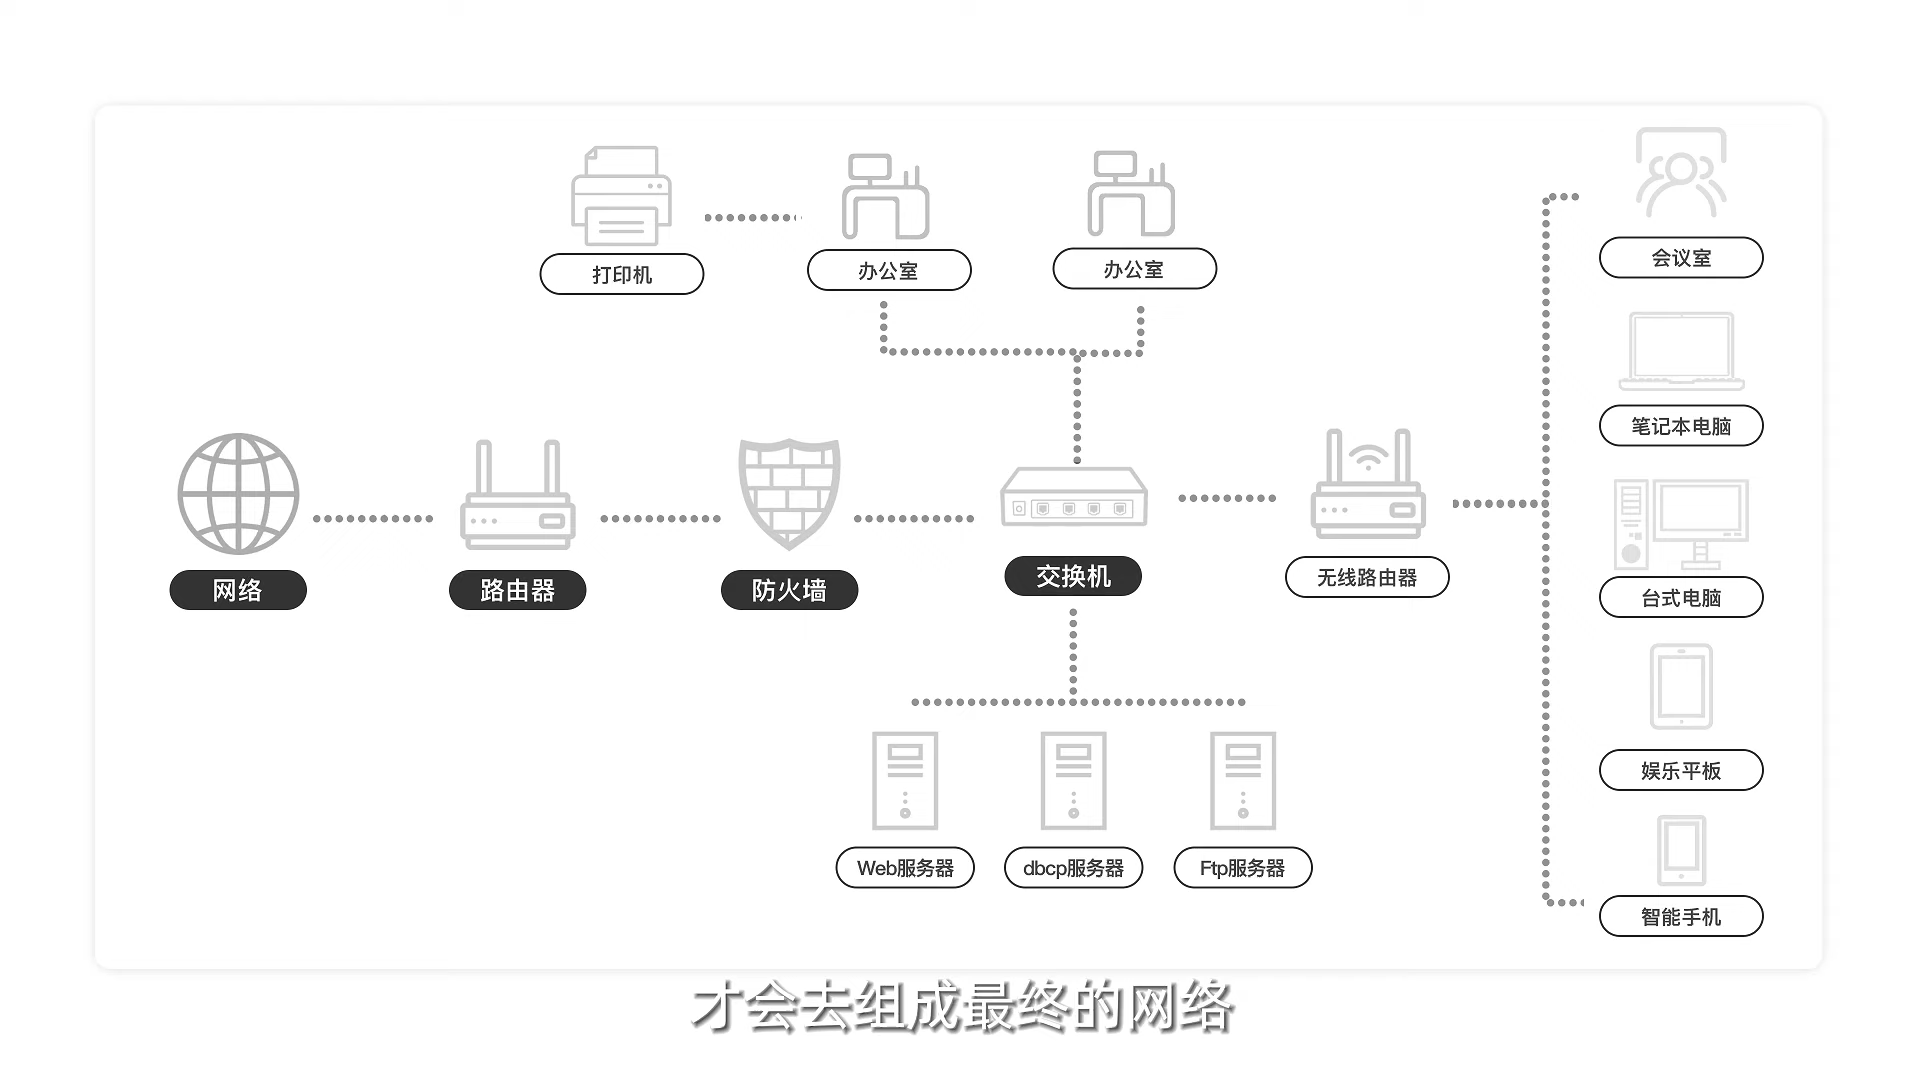 打印机
办公室
办公室
会议室
笔记本电脑
网络
路由器
防火墙
交换机
无线路由器
台式电脑
娱乐平板
Web服务器
dbcp服务器
Ftp服务器
智能手机
才会去组成最终的网络